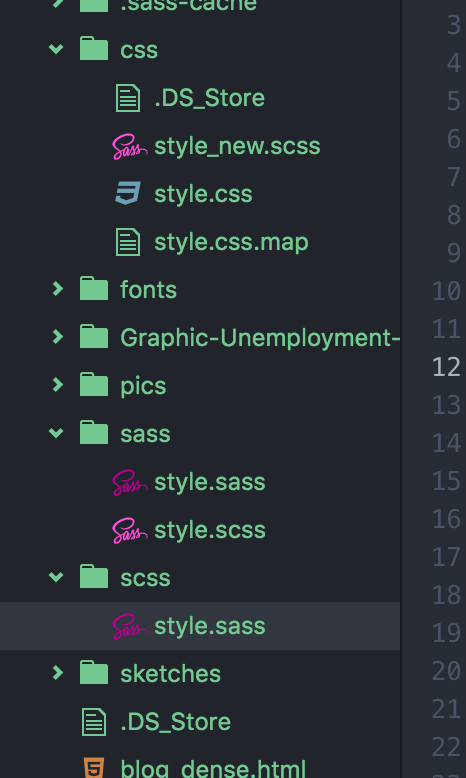 .sass-cache
css
.DS_Store
style_new.scss
style.css
style.css.map
fonts
Graphic-Unemployment-
pics
sass
style.sass
style.scss
scss
style.sass
sketches
.DS_Store
blog_dense.html
3
4
5
6
7
8
9
10
11
12
13
14
15
16
17
18
19
20
21
22